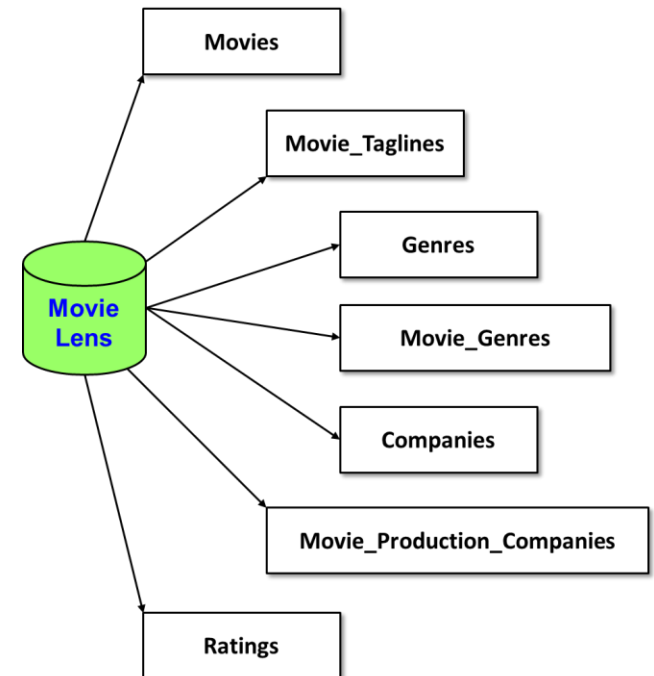 Movies
Movie_Taglines
Genres
Movie
Lens
Movie_Genres
Companies
Movie_Production_Companies
Ratings